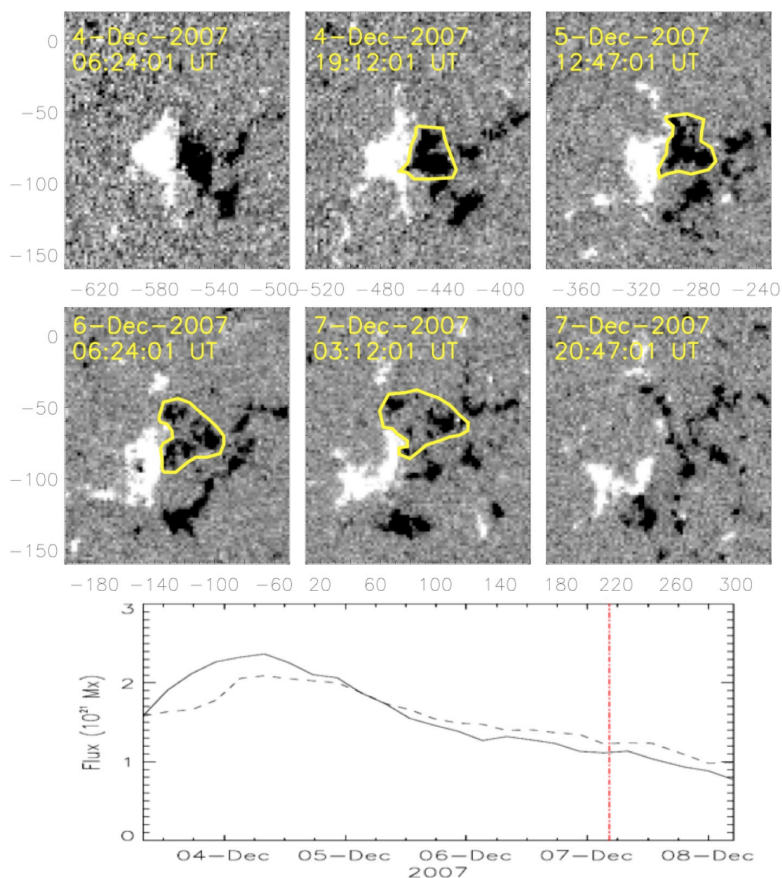 4-Dec-2007
06:24:01 UT
4-Dec-2007
19:12:01 UT
5-Dec-2007
12:47:01 UT
0
-50
-100
-150
-620 -580 -540 -500
-520 -480 -440 -400
-360 -320 -280 -240
6-Dec-2007
06:24:01 UT
7-Dec-2007
03:12:01 UT
7-Dec-2007
20:47:01 UT
0
-50
-100
-150
-180 -140 -100 -60
20 60 100 140
180 220 260 300
3
2
1
0
Flux (10²¹ Mx)
04-Dec 05-Dec 06-Dec 07-Dec 08-Dec
2007